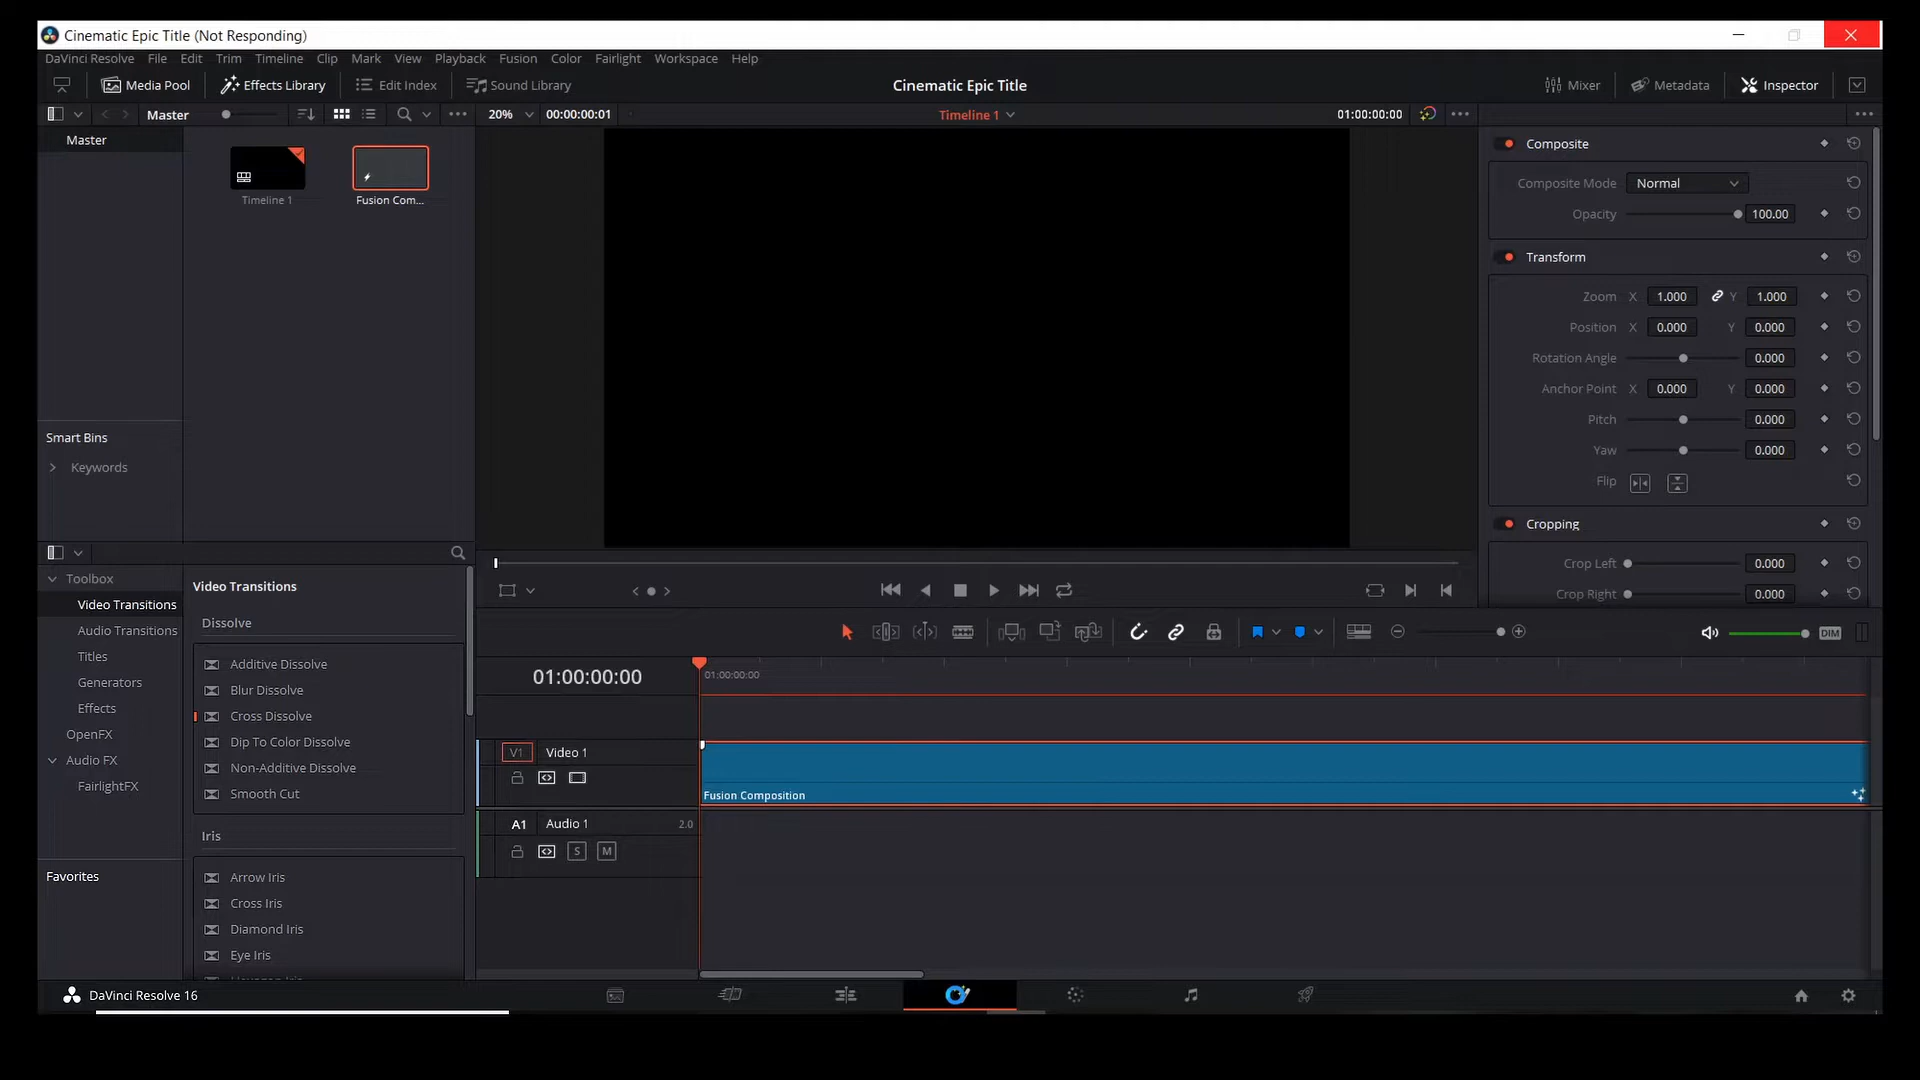 Cinematic Epic Title (Not Responding)
DaVinci Resolve File Edit Trim Timeline Clip Mark View Playback Fusion Color Fairlight Workspace Help
Media Pool Effects Library Edit Index Sound Library Cinematic Epic Title Mixer Metadata Inspector
Master 20% 00:00:00:01 Timeline 1 01:00:00:00
Master
Timeline 1 Fusion Com...
Composite
Composite Mode Normal
Opacity 100.00
Transform
Zoom X 1.000 Y 1.000
Position X 0.000 Y 0.000
Rotation Angle 0.000
Anchor Point X 0.000 Y 0.000
Pitch 0.000
Yaw 0.000
Flip
Cropping
Crop Left 0.000
Crop Right 0.000
Smart Bins
Keywords
Toolbox
Video Transitions
Audio Transitions
Titles
Generators
Effects
OpenFX
Audio FX
FairlightFX
Favorites
Video Transitions
Dissolve
Additive Dissolve
Blur Dissolve
Cross Dissolve
Dip To Color Dissolve
Non-Additive Dissolve
Smooth Cut
Iris
Arrow Iris
Cross Iris
Diamond Iris
Eye Iris
DIM
01:00:00:00 01:00:00:00
V1 Video 1
Fusion Composition
A1 Audio 1 2.0
S M
DaVinci Resolve 16